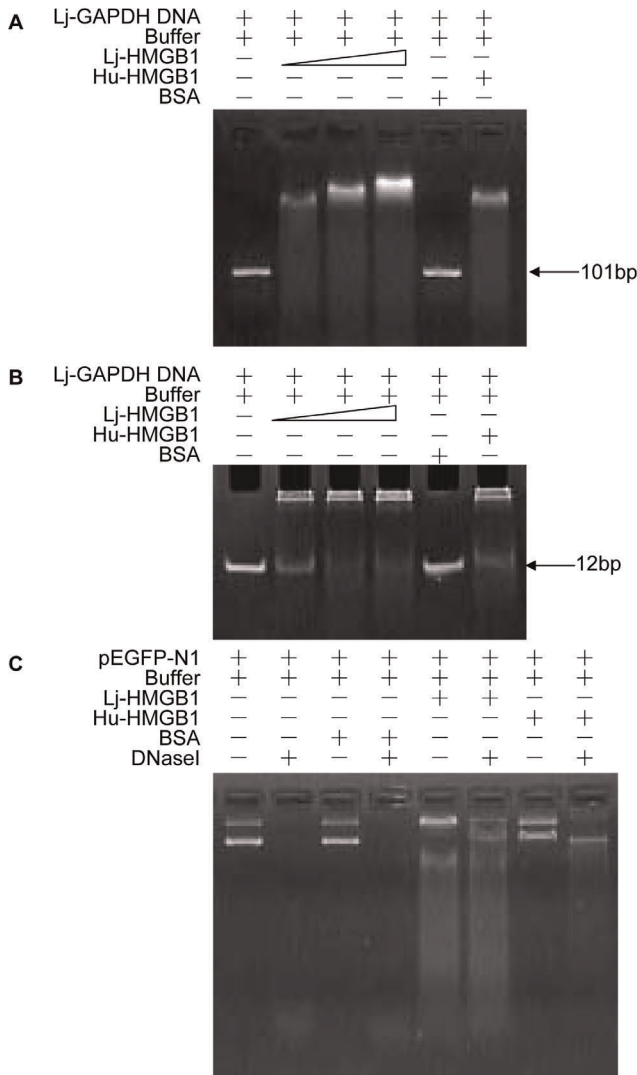 A
Lj-GAPDH DNA + + + + + +
Buffer + + + + + +
Lj-HMGB1 — — —
Hu-HMGB1 — — — — — +
BSA — — — — + —
101bp
B
Lj-GAPDH DNA + + + + + +
Buffer + + + + + +
Lj-HMGB1 — — —
Hu-HMGB1 — — — — — +
BSA — — — — + —
12bp
C
pEGFP-N1 + + + + + + + +
Buffer + + + + + + + +
Lj-HMGB1 — — — — + + — —
Hu-HMGB1 — — — — — — + +
BSA — — + + — — — —
DNaseI — + — + — + — +